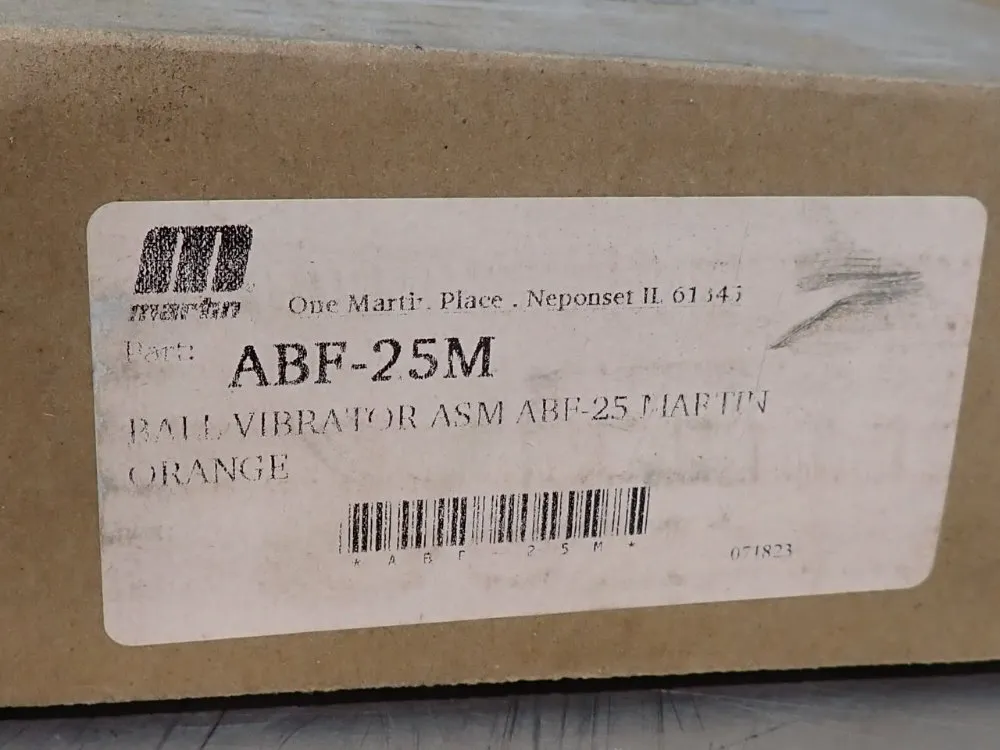 martin
One Martin Place . Neponset IL 61345
Part:
ABF-25M
BALL VIBRATOR ASM ABF-25 MARTIN
ORANGE
*ABF-25M*
071823